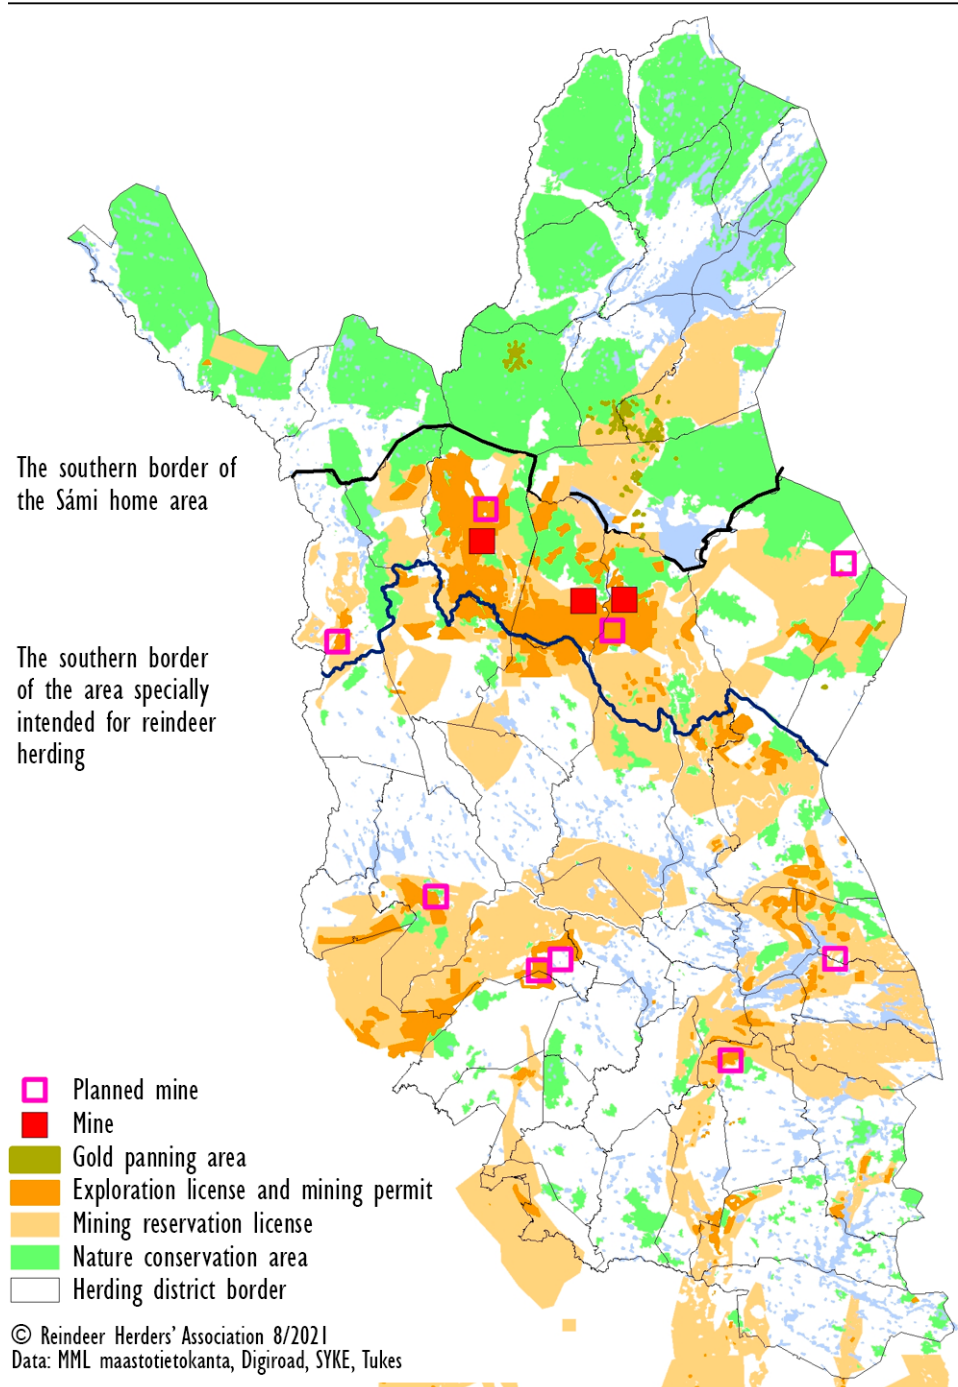 The southern border of
the Sámi home area
The southern border
of the area specially
intended for reindeer
herding
Planned mine
Mine
Gold panning area
Exploration license and mining permit
Mining reservation license
Nature conservation area
Herding district border
© Reindeer Herders' Association 8/2021
Data: MML maastotietokanta, Digiroad, SYKE, Tukes